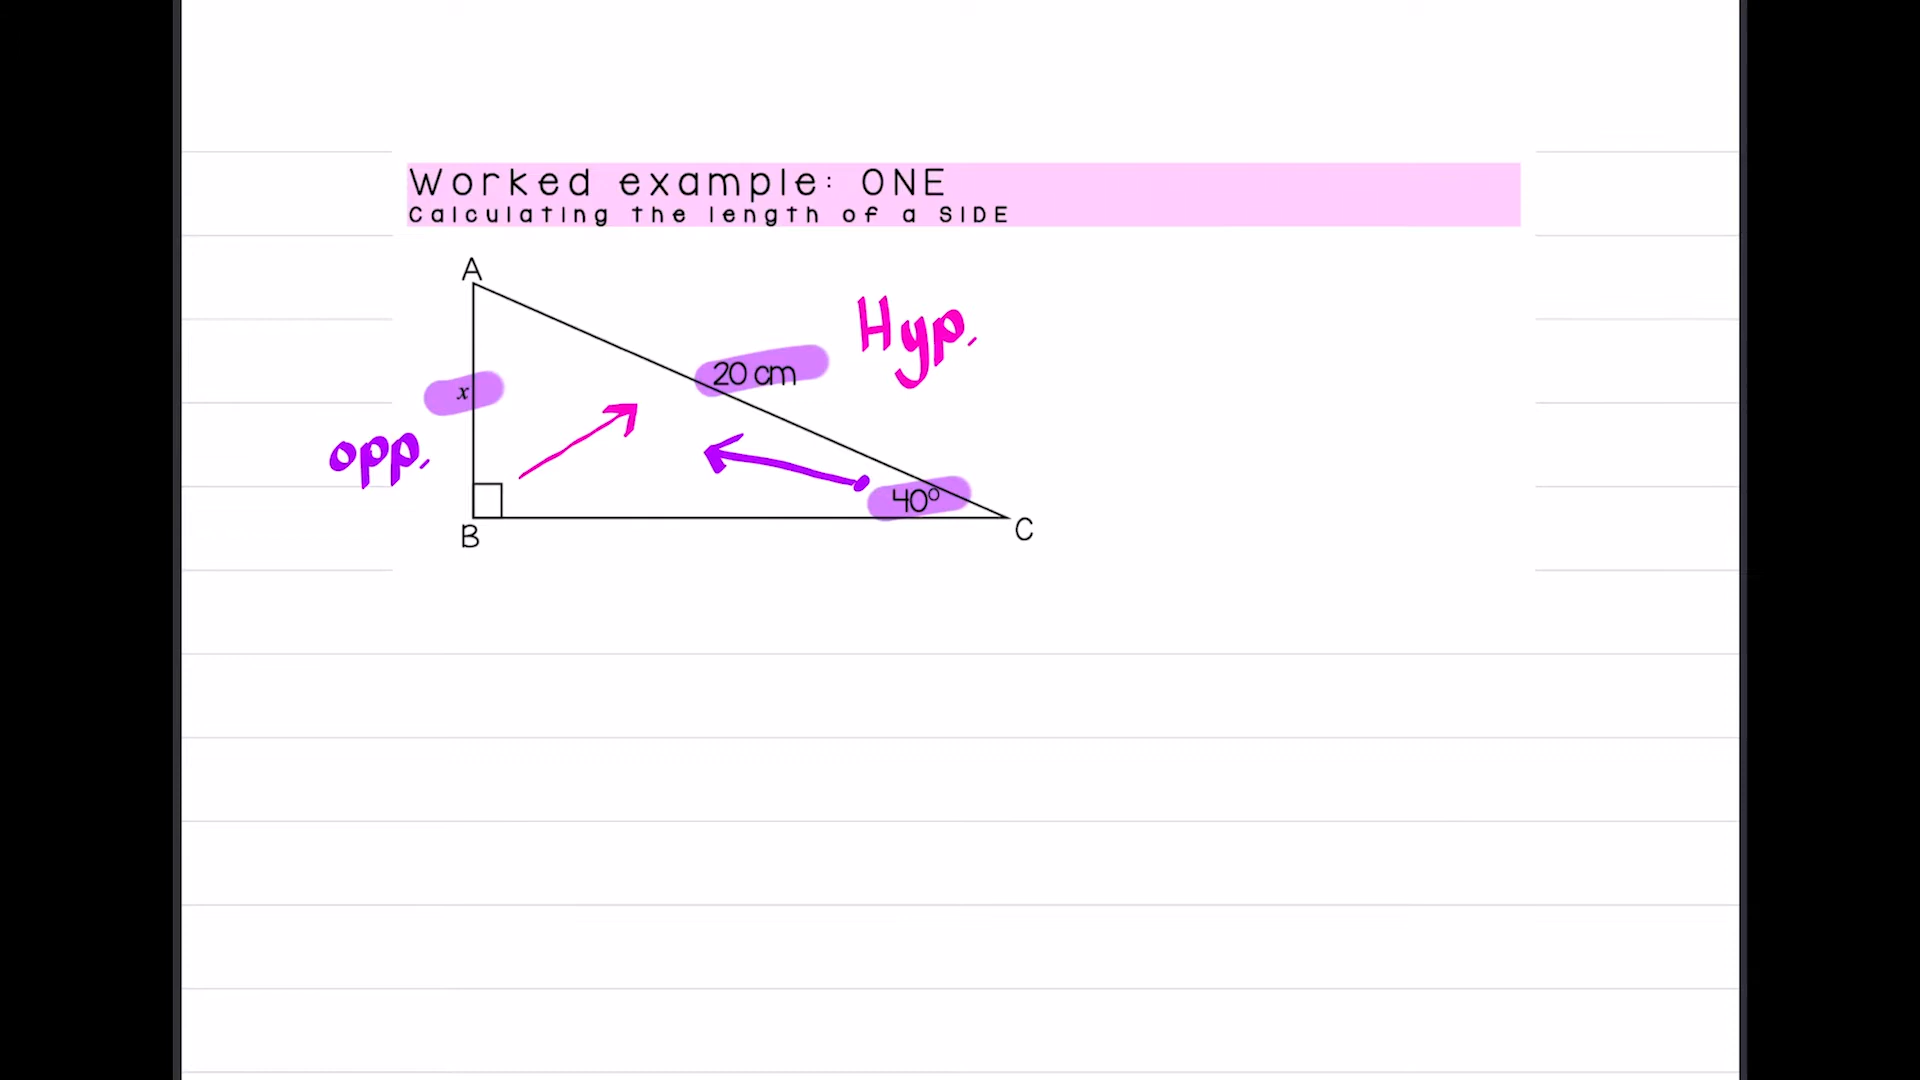 Worked example: ONE
Calculating the length of a SIDE
A
Hyp.
20 cm
x
opp.
40°
B
C